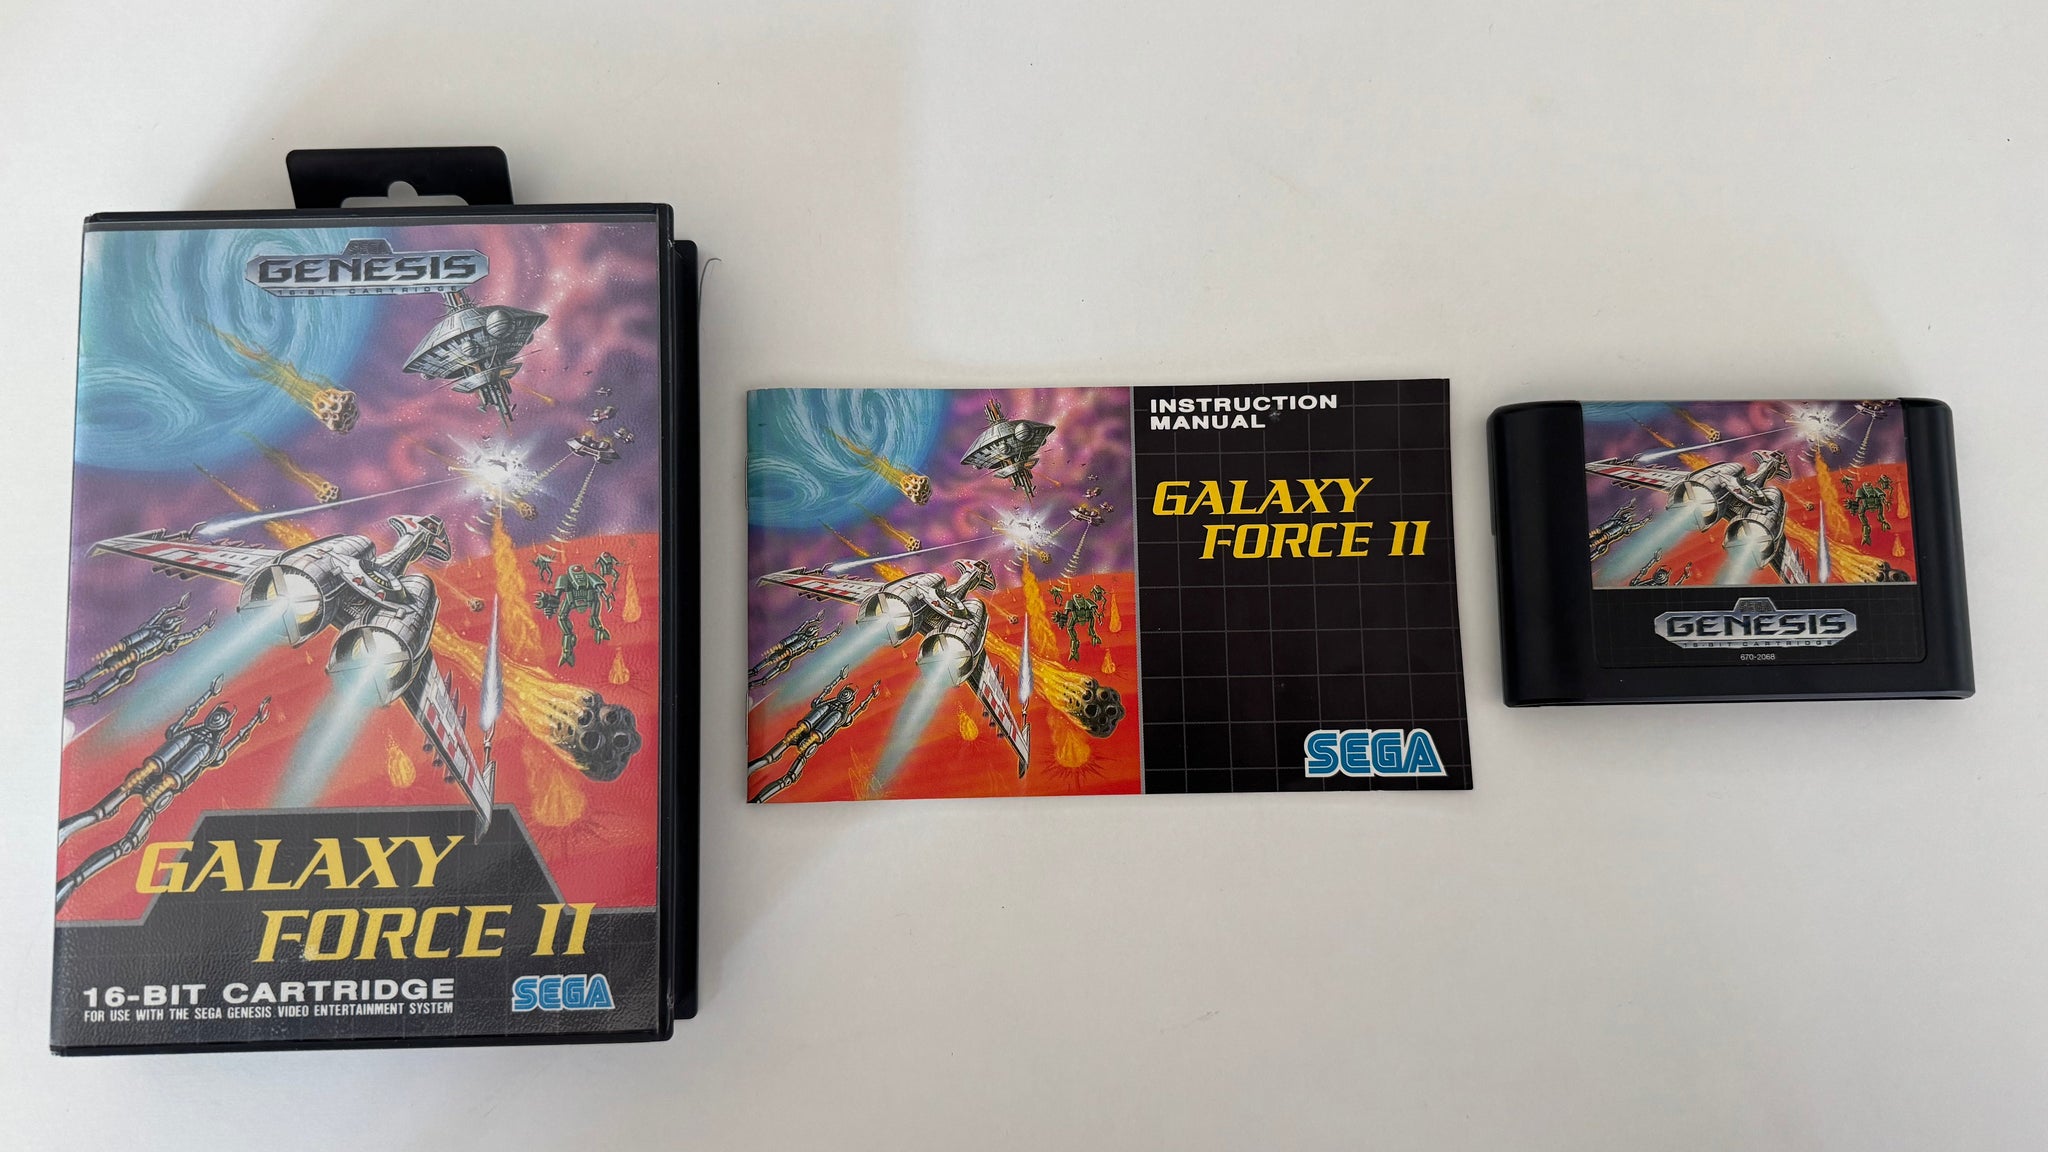 SEGA
GENESIS
16-BIT CARTRIDGE
GALAXY
FORCE II
16-BIT CARTRIDGE
FOR USE WITH THE SEGA GENESIS VIDEO ENTERTAINMENT SYSTEM
SEGA
INSTRUCTION
MANUAL
GALAXY
FORCE II
SEGA
SEGA
GENESIS
16-BIT CARTRIDGE
670-2068